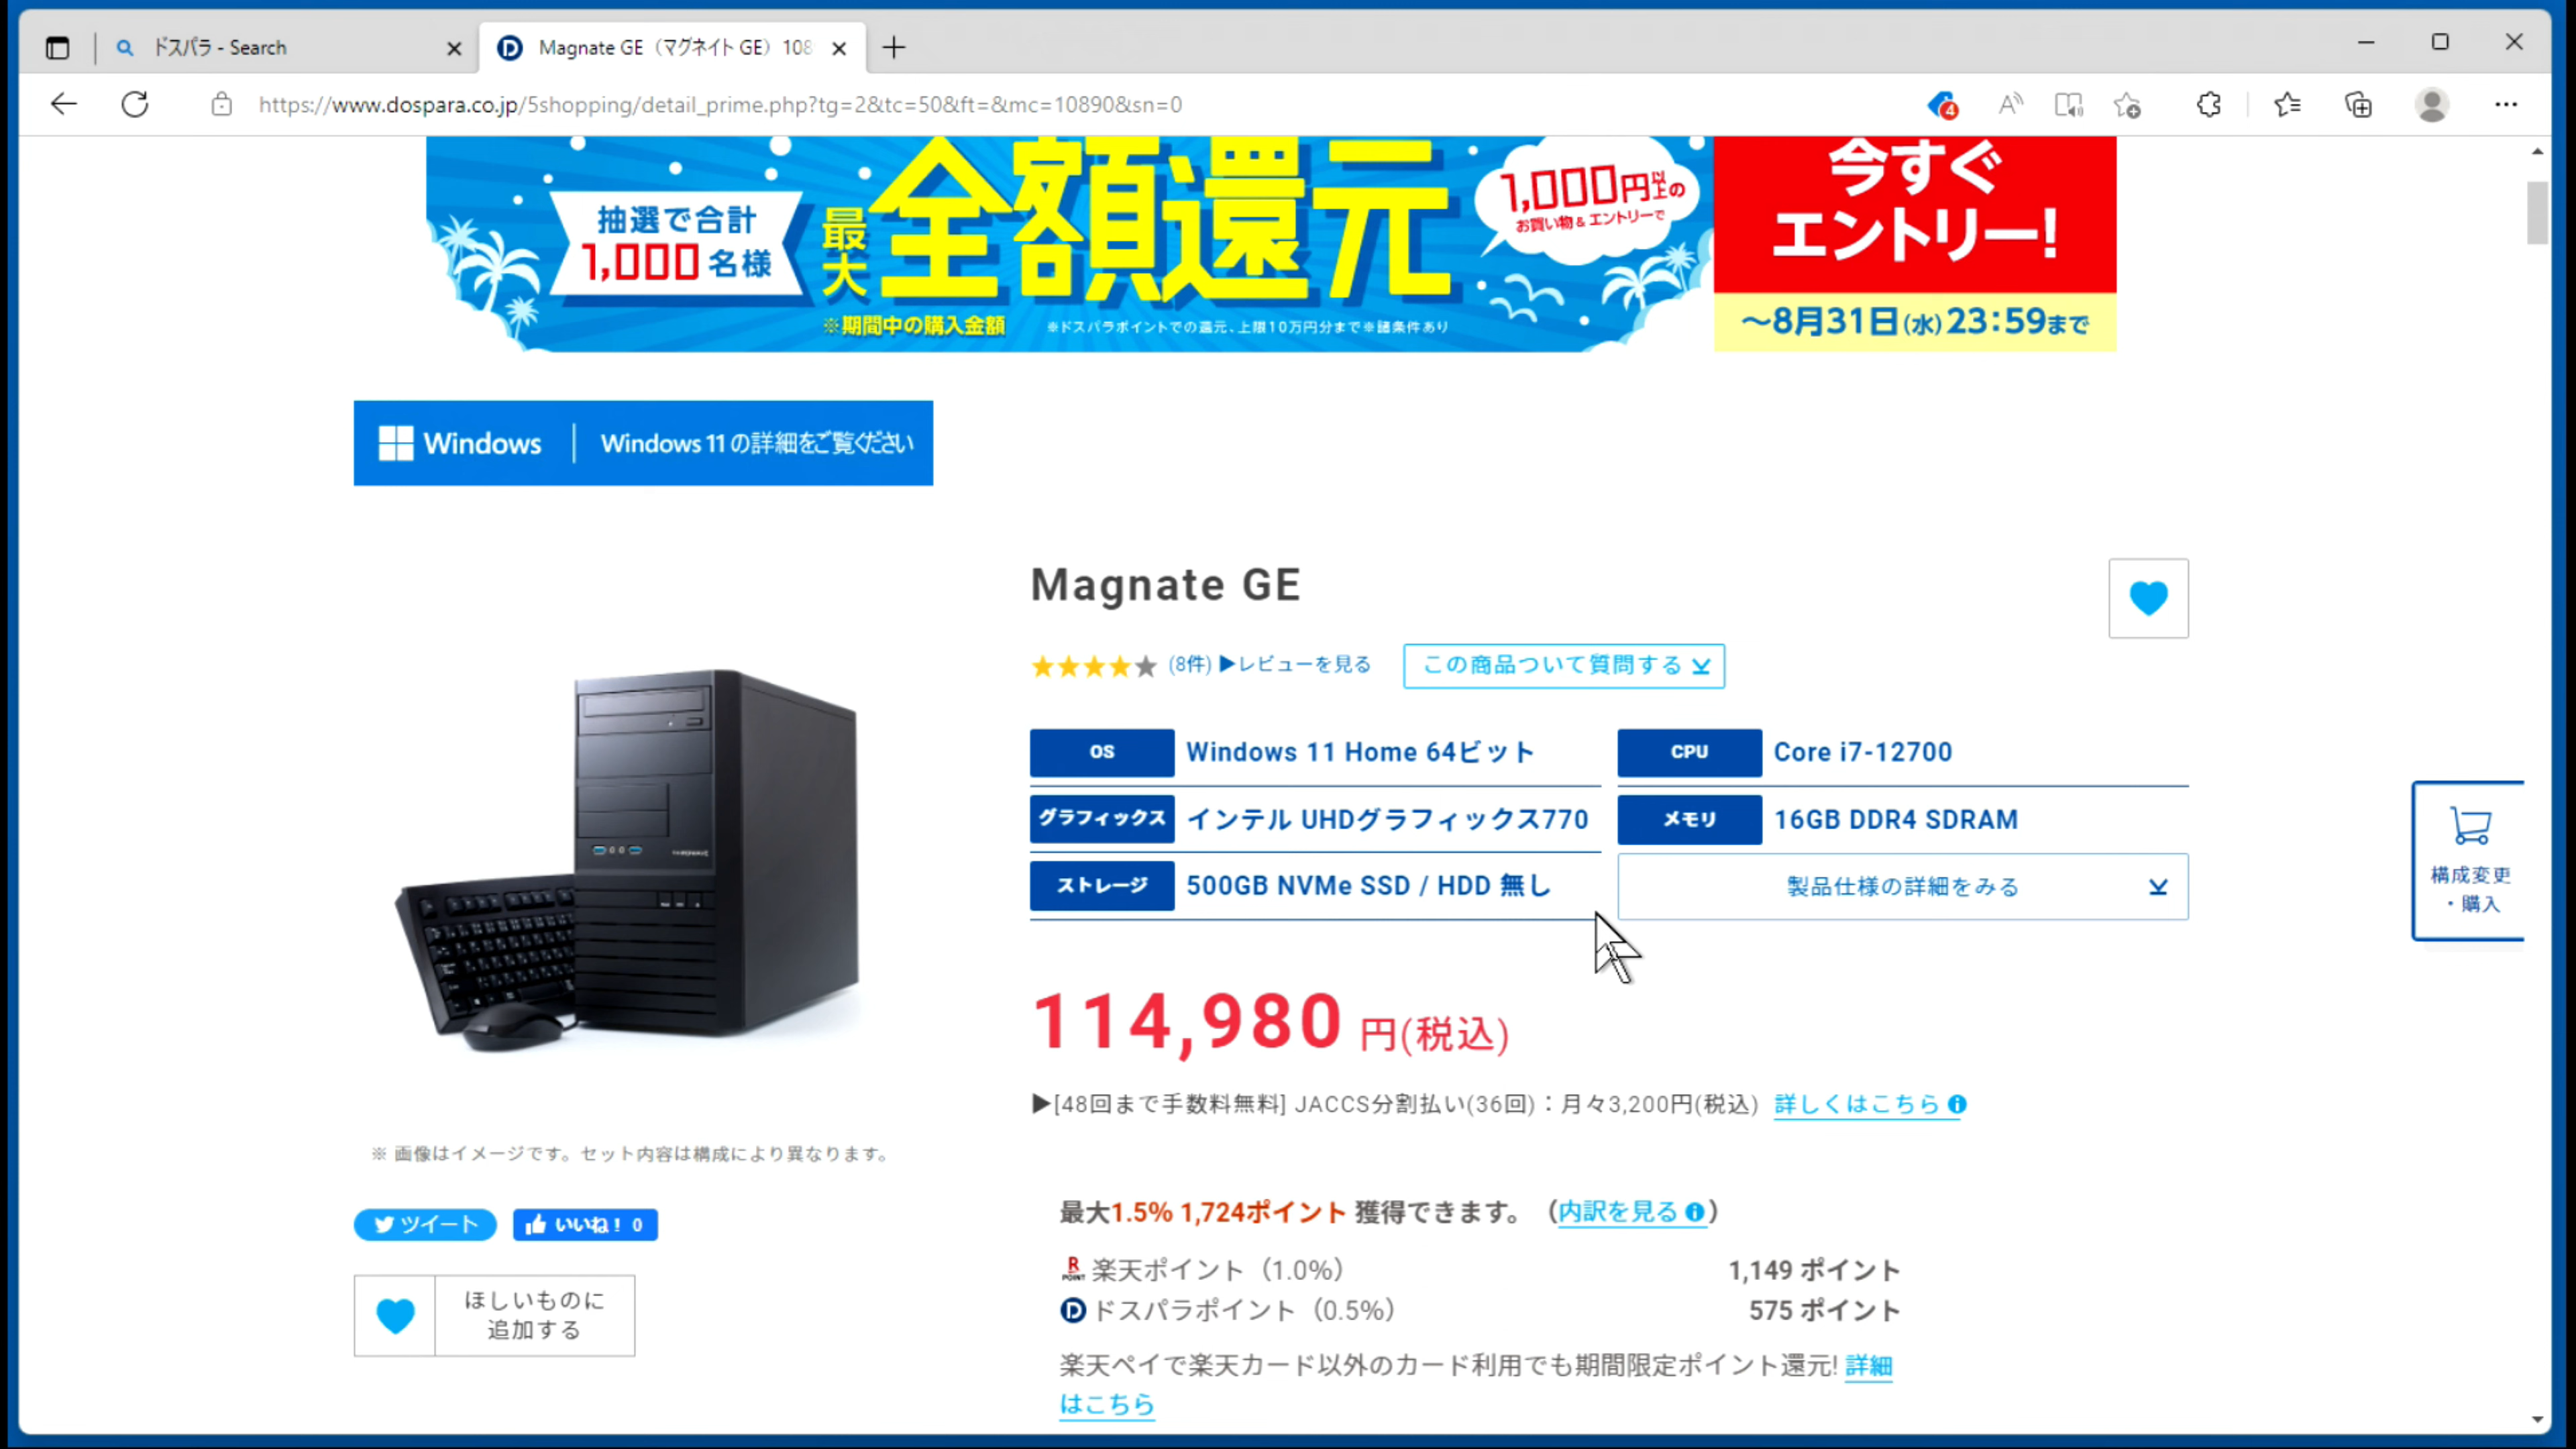 ドスパラ - Search
Magnate GE（マグネイト GE）108
https://www.dospara.co.jp/5shopping/detail_prime.php?tg=2&tc=50&ft=&mc=10890&sn=0
4
抽選で合計
1,000名様
最大
全額還元
※期間中の購入金額
※ドスパラポイントでの還元、上限10万円分まで※諸条件あり
1,000円以上の
お買い物&エントリーで
今すぐ
エントリー!
〜8月31日(水)23:59まで
Windows
Windows 11 の詳細をご覧ください
Magnate GE
(8件) ▶レビューを見る
この商品ついて質問する
OS
Windows 11 Home 64ビット
CPU
Core i7-12700
グラフィックス
インテル UHDグラフィックス770
メモリ
16GB DDR4 SDRAM
ストレージ
500GB NVMe SSD / HDD 無し
製品仕様の詳細をみる
構成変更
・購入
114,980 円(税込)
▶[48回まで手数料無料] JACCS分割払い(36回)：月々3,200円(税込) 詳しくはこちら
※ 画像はイメージです。セット内容は構成により異なります。
最大1.5% 1,724ポイント 獲得できます。（内訳を見る）
ツイート
いいね！ 0
R POINT 楽天ポイント（1.0%）
1,149 ポイント
D ドスパラポイント（0.5%）
575 ポイント
ほしいものに
追加する
楽天ペイで楽天カード以外のカード利用でも期間限定ポイント還元! 詳細
はこちら